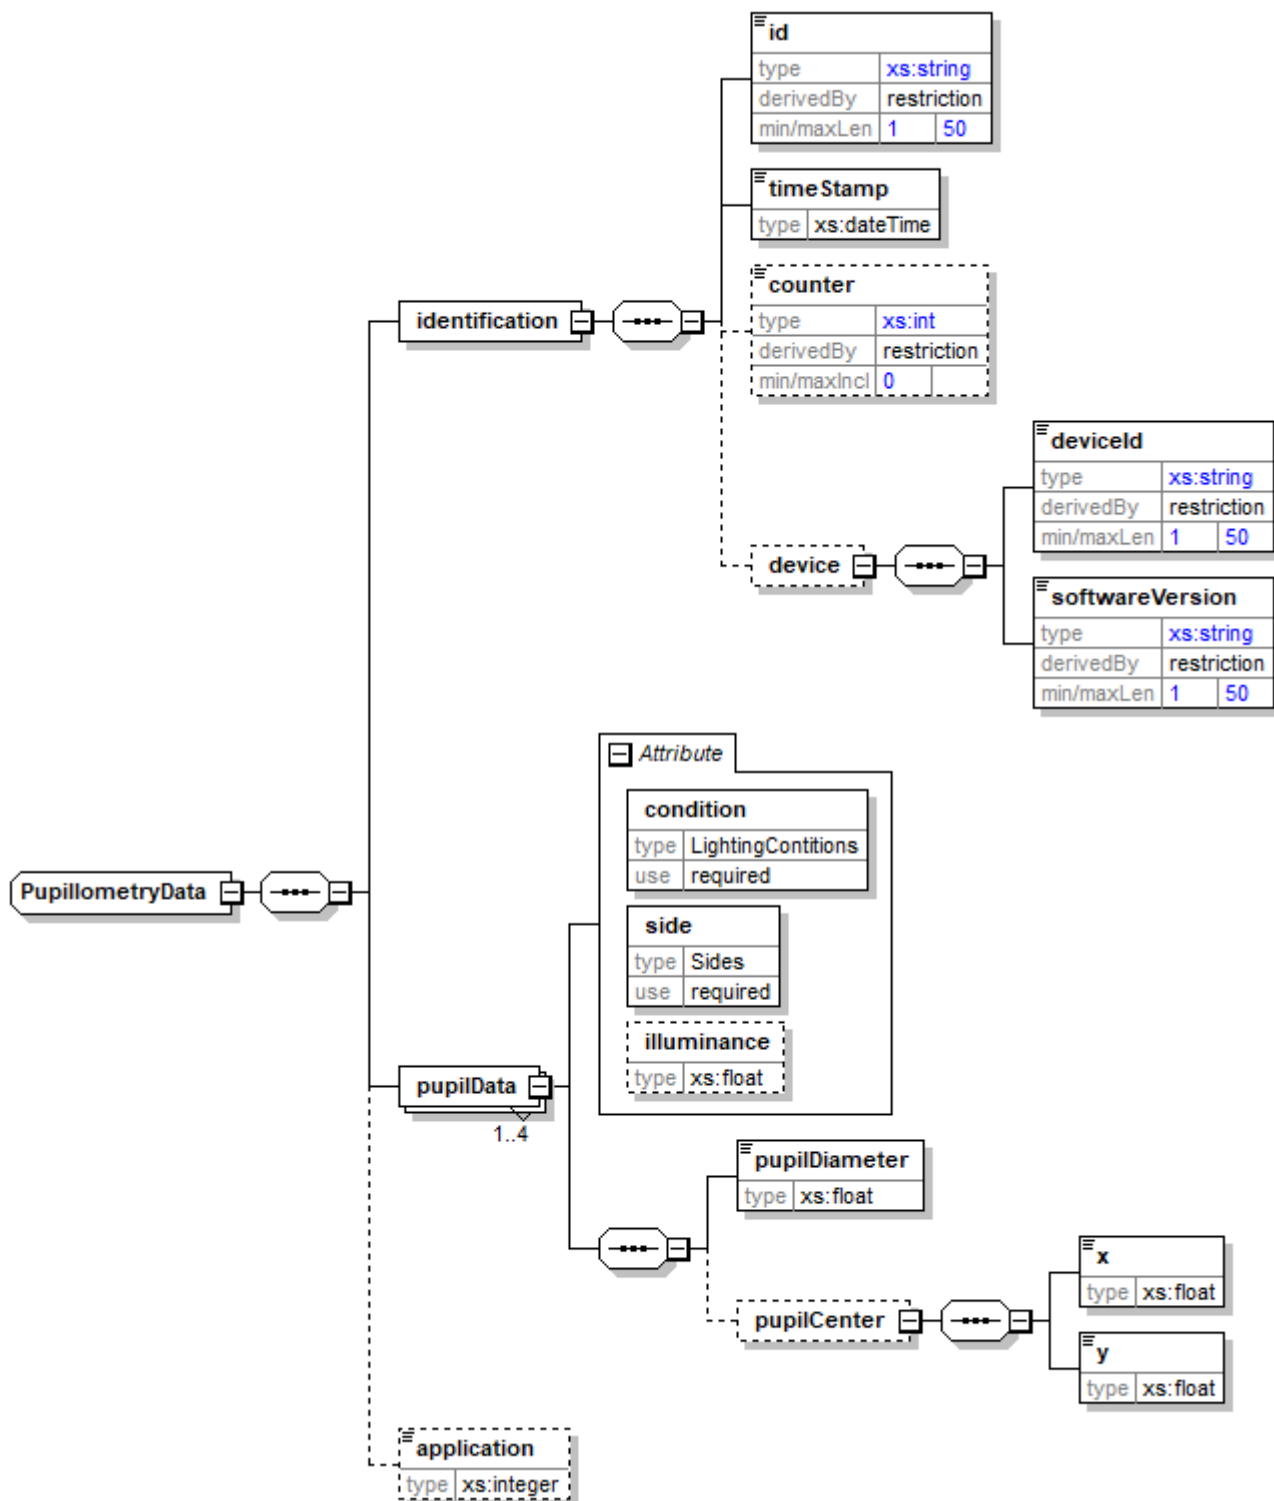 id
type xs:string
derivedBy restriction
min/maxLen 1 50
timeStamp
type xs:dateTime
counter
type xs:int
derivedBy restriction
min/maxIncl 0
identification
deviceId
type xs:string
derivedBy restriction
min/maxLen 1 50
device
softwareVersion
type xs:string
derivedBy restriction
min/maxLen 1 50
PupillometryData
Attribute
condition
type LightingContitions
use required
side
type Sides
use required
illuminance
type xs:float
pupilData
1..4
pupilDiameter
type xs:float
pupilCenter
x
type xs:float
y
type xs:float
application
type xs:integer